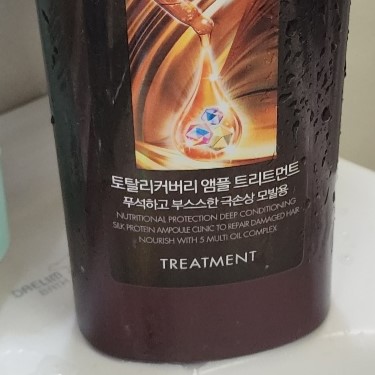 토탈리커버리 앰플 트리트먼트
푸석하고 부스스한 극손상 모발용
NUTRITIONAL PROTECTION DEEP CONDITIONING
SILK PROTEIN AMPOULE CLINIC TO REPAIR DAMAGED HAIR
NOURISH WITH 5 MULTI OIL COMPLEX
TREATMENT
DAELIM